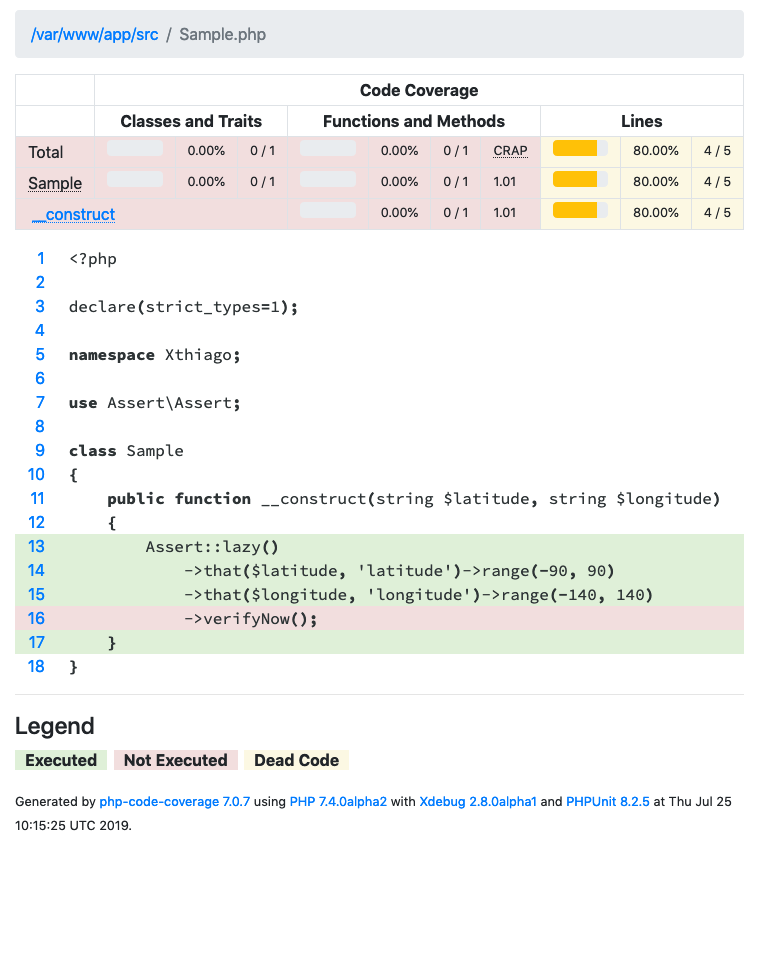 /var/www/app/src / Sample.php
Code Coverage
Classes and Traits Functions and Methods Lines
Total 0.00% 0 / 1 0.00% 0 / 1 CRAP 80.00% 4 / 5
Sample 0.00% 0 / 1 0.00% 0 / 1 1.01 80.00% 4 / 5
__construct 0.00% 0 / 1 1.01 80.00% 4 / 5
1 <?php
2
3 declare(strict_types=1);
4
5 namespace Xthiago;
6
7 use Assert\Assert;
8
9 class Sample
10 {
11     public function __construct(string $latitude, string $longitude)
12     {
13         Assert::lazy()
14             ->that($latitude, 'latitude')->range(-90, 90)
15             ->that($longitude, 'longitude')->range(-140, 140)
16             ->verifyNow();
17     }
18 }
Legend
Executed Not Executed Dead Code
Generated by php-code-coverage 7.0.7 using PHP 7.4.0alpha2 with Xdebug 2.8.0alpha1 and PHPUnit 8.2.5 at Thu Jul 25
10:15:25 UTC 2019.